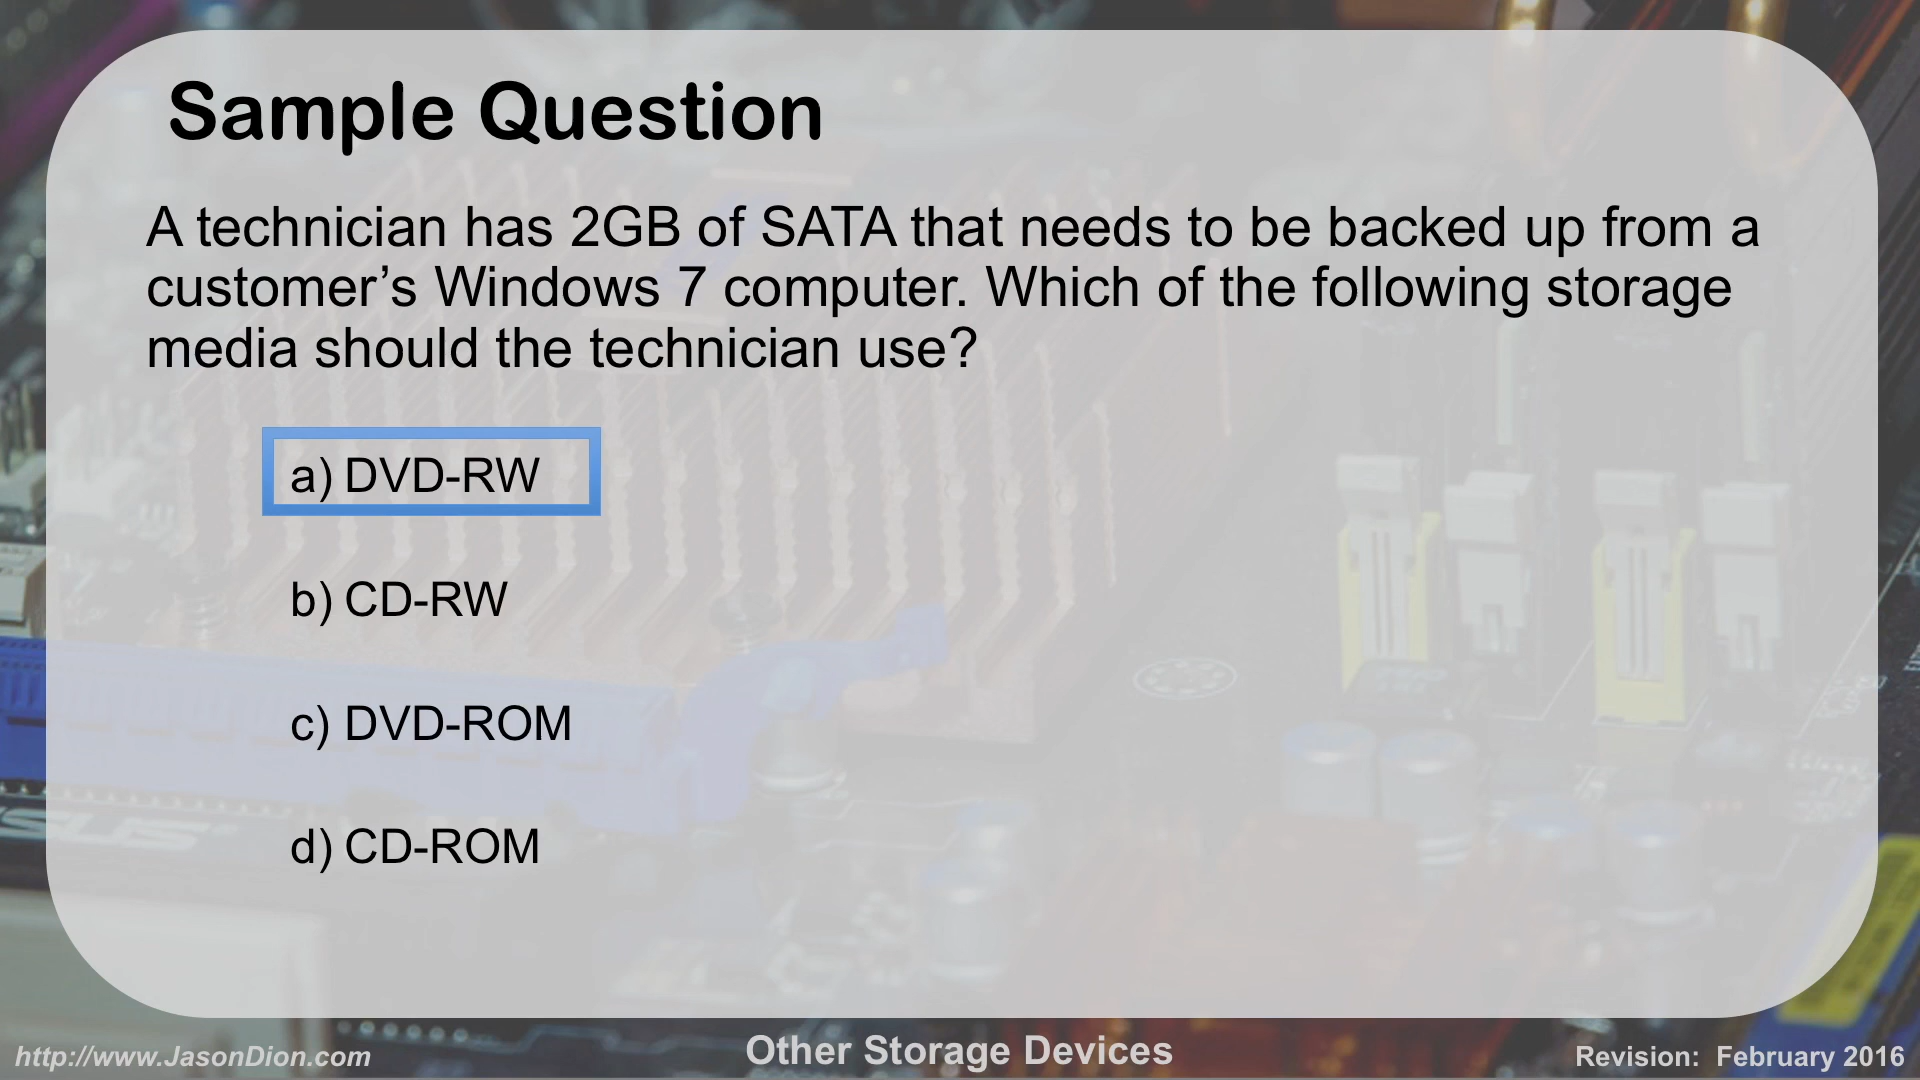 Sample Question
A technician has 2GB of SATA that needs to be backed up from a
customer’s Windows 7 computer. Which of the following storage
media should the technician use?
a) DVD-RW
b) CD-RW
c) DVD-ROM
d) CD-ROM
http://www.JasonDion.com
Other Storage Devices
Revision: February 2016